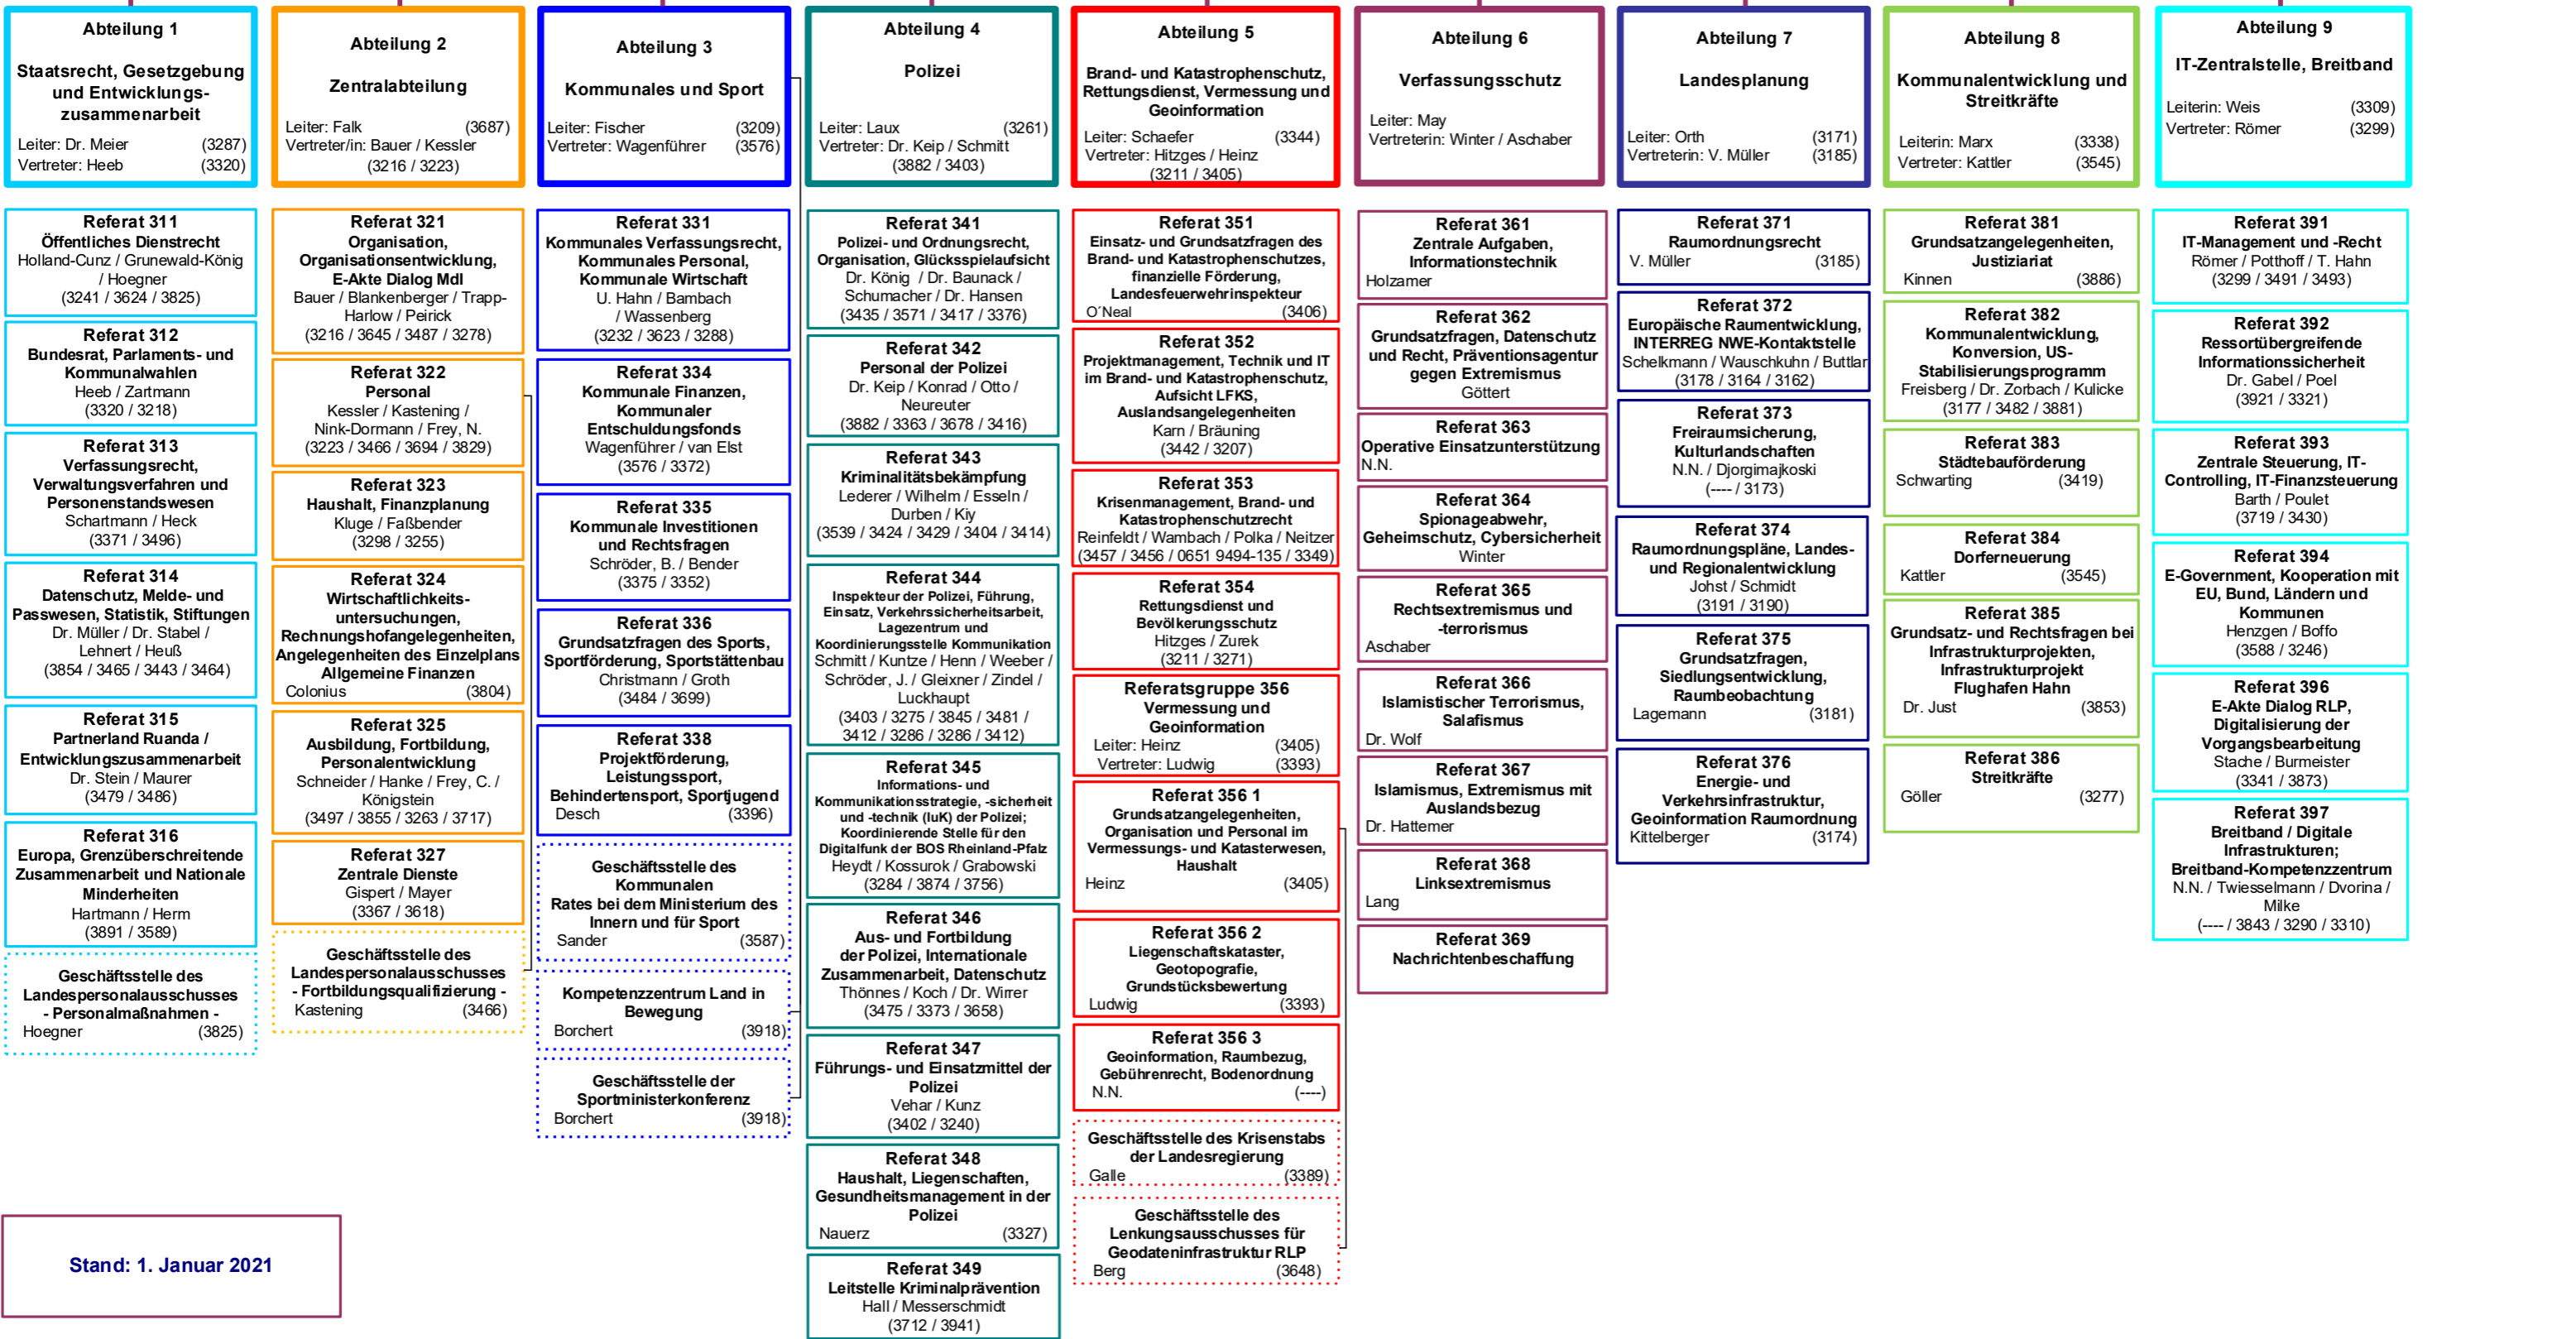 Abteilung 1
Staatsrecht, Gesetzgebung
und Entwicklungs-
zusammenarbeit
Leiter: Dr. Meier (3287)
Vertreter: Heeb (3320)
Referat 311
Öffentliches Dienstrecht
Holland-Cunz / Grunewald-König
/ Hoegner
(3241 / 3624 / 3825)
Referat 312
Bundesrat, Parlaments- und
Kommunalwahlen
Heeb / Zartmann
(3320 / 3218)
Referat 313
Verfassungsrecht,
Verwaltungsverfahren und
Personenstandswesen
Schartmann / Heck
(3371 / 3496)
Referat 314
Datenschutz, Melde- und
Passwesen, Statistik, Stiftungen
Dr. Müller / Dr. Stabel /
Lehnert / Heuß
(3854 / 3465 / 3443 / 3464)
Referat 315
Partnerland Ruanda /
Entwicklungszusammenarbeit
Dr. Stein / Maurer
(3479 / 3486)
Referat 316
Europa, Grenzüberschreitende
Zusammenarbeit und Nationale
Minderheiten
Hartmann / Herm
(3891 / 3589)
Geschäftsstelle des
Landespersonalausschusses
- Personalmaßnahmen -
Hoegner (3825)
Abteilung 2
Zentralabteilung
Leiter: Falk (3687)
Vertreter/in: Bauer / Kessler
(3216 / 3223)
Referat 321
Organisation,
Organisationsentwicklung,
E-Akte Dialog MdI
Bauer / Blankenberger / Trapp-
Harlow / Peirick
(3216 / 3645 / 3487 / 3278)
Referat 322
Personal
Kessler / Kastening /
Nink-Dormann / Frey, N.
(3223 / 3466 / 3694 / 3829)
Referat 323
Haushalt, Finanzplanung
Kluge / Faßbender
(3298 / 3255)
Referat 324
Wirtschaftlichkeits-
untersuchungen,
Rechnungshofangelegenheiten,
Angelegenheiten des Einzelplans
Allgemeine Finanzen
Colonius (3804)
Referat 325
Ausbildung, Fortbildung,
Personalentwicklung
Schneider / Hanke / Frey, C. /
Königstein
(3497 / 3855 / 3263 / 3717)
Referat 327
Zentrale Dienste
Gispert / Mayer
(3367 / 3618)
Geschäftsstelle des
Landespersonalausschusses
- Fortbildungsqualifizierung -
Kastening (3466)
Abteilung 3
Kommunales und Sport
Leiter: Fischer (3209)
Vertreter: Wagenführer (3576)
Referat 331
Kommunales Verfassungsrecht,
Kommunales Personal,
Kommunale Wirtschaft
U. Hahn / Bambach
/ Wassenberg
(3232 / 3623 / 3288)
Referat 334
Kommunale Finanzen,
Kommunaler
Entschuldungsfonds
Wagenführer / van Elst
(3576 / 3372)
Referat 335
Kommunale Investitionen
und Rechtsfragen
Schröder, B. / Bender
(3375 / 3352)
Referat 336
Grundsatzfragen des Sports,
Sportförderung, Sportstättenbau
Christmann / Groth
(3484 / 3699)
Referat 338
Projektförderung,
Leistungssport,
Behindertensport, Sportjugend
Desch (3396)
Geschäftsstelle des
Kommunalen
Rates bei dem Ministerium des
Innern und für Sport
Sander (3587)
Kompetenzzentrum Land in
Bewegung
Borchert (3918)
Geschäftsstelle der
Sportministerkonferenz
Borchert (3918)
Abteilung 4
Polizei
Leiter: Laux (3261)
Vertreter: Dr. Keip / Schmitt
(3882 / 3403)
Referat 341
Polizei- und Ordnungsrecht,
Organisation, Glücksspielaufsicht
Dr. König / Dr. Baunack /
Schumacher / Dr. Hansen
(3435 / 3571 / 3417 / 3376)
Referat 342
Personal der Polizei
Dr. Keip / Konrad / Otto /
Neureuter
(3882 / 3363 / 3678 / 3416)
Referat 343
Kriminalitätsbekämpfung
Lederer / Wilhelm / Esseln /
Durben / Kiy
(3539 / 3424 / 3429 / 3404 / 3414)
Referat 344
Inspekteur der Polizei, Führung,
Einsatz, Verkehrssicherheitsarbeit,
Lagezentrum und
Koordinierungsstelle Kommunikation
Schmitt / Kuntze / Henn / Weeber /
Schröder, J. / Gleixner / Zindel /
Luckhaupt
(3403 / 3275 / 3845 / 3481 /
3412 / 3286 / 3286 / 3412)
Referat 345
Informations- und
Kommunikationsstrategie, -sicherheit
und -technik (IuK) der Polizei;
Koordinierende Stelle für den
Digitalfunk der BOS Rheinland-Pfalz
Heydt / Kossurok / Grabowski
(3284 / 3874 / 3756)
Referat 346
Aus- und Fortbildung
der Polizei, Internationale
Zusammenarbeit, Datenschutz
Thönnes / Koch / Dr. Wirrer
(3475 / 3373 / 3658)
Referat 347
Führungs- und Einsatzmittel der
Polizei
Vehar / Kunz
(3402 / 3240)
Referat 348
Haushalt, Liegenschaften,
Gesundheitsmanagement in der
Polizei
Nauerz (3327)
Referat 349
Leitstelle Kriminalprävention
Hall / Messerschmidt
(3712 / 3941)
Abteilung 5
Brand- und Katastrophenschutz,
Rettungsdienst, Vermessung und
Geoinformation
Leiter: Schaefer (3344)
Vertreter: Hitzges / Heinz
(3211 / 3405)
Referat 351
Einsatz- und Grundsatzfragen des
Brand- und Katastrophenschutzes,
finanzielle Förderung,
Landesfeuerwehrinspekteur
O´Neal (3406)
Referat 352
Projektmanagement, Technik und IT
im Brand- und Katastrophenschutz,
Aufsicht LFKS,
Auslandsangelegenheiten
Karn / Bräuning
(3442 / 3207)
Referat 353
Krisenmanagement, Brand- und
Katastrophenschutzrecht
Reinfeldt / Wambach / Polka / Neitzer
(3457 / 3456 / 0651 9494-135 / 3349)
Referat 354
Rettungsdienst und
Bevölkerungsschutz
Hitzges / Zurek
(3211 / 3271)
Referatsgruppe 356
Vermessung und
Geoinformation
Leiter: Heinz (3405)
Vertreter: Ludwig (3393)
Referat 356 1
Grundsatzangelegenheiten,
Organisation und Personal im
Vermessungs- und Katasterwesen,
Haushalt
Heinz (3405)
Referat 356 2
Liegenschaftskataster,
Geotopografie,
Grundstücksbewertung
Ludwig (3393)
Referat 356 3
Geoinformation, Raumbezug,
Gebührenrecht, Bodenordnung
N.N. (----)
Geschäftsstelle des Krisenstabs
der Landesregierung
Galle (3389)
Geschäftsstelle des
Lenkungsausschusses für
Geodateninfrastruktur RLP
Berg (3648)
Abteilung 6
Verfassungsschutz
Leiter: May
Vertreterin: Winter / Aschaber
Referat 361
Zentrale Aufgaben,
Informationstechnik
Holzamer
Referat 362
Grundsatzfragen, Datenschutz
und Recht, Präventionsagentur
gegen Extremismus
Göttert
Referat 363
Operative Einsatzunterstützung
N.N.
Referat 364
Spionageabwehr,
Geheimschutz, Cybersicherheit
Winter
Referat 365
Rechtsextremismus und
-terrorismus
Aschaber
Referat 366
Islamistischer Terrorismus,
Salafismus
Dr. Wolf
Referat 367
Islamismus, Extremismus mit
Auslandsbezug
Dr. Hattemer
Referat 368
Linksextremismus
Lang
Referat 369
Nachrichtenbeschaffung
Abteilung 7
Landesplanung
Leiter: Orth (3171)
Vertreterin: V. Müller (3185)
Referat 371
Raumordnungsrecht
V. Müller (3185)
Referat 372
Europäische Raumentwicklung,
INTERREG NWE-Kontaktstelle
Schelkmann / Wauschkuhn / Buttlar
(3178 / 3164 / 3162)
Referat 373
Freiraumsicherung,
Kulturlandschaften
N.N. / Djorgimajkoski
(---- / 3173)
Referat 374
Raumordnungspläne, Landes-
und Regionalentwicklung
Johst / Schmidt
(3191 / 3190)
Referat 375
Grundsatzfragen,
Siedlungsentwicklung,
Raumbeobachtung
Lagemann (3181)
Referat 376
Energie- und
Verkehrsinfrastruktur,
Geoinformation Raumordnung
Kittelberger (3174)
Abteilung 8
Kommunalentwicklung und
Streitkräfte
Leiterin: Marx (3338)
Vertreter: Kattler (3545)
Referat 381
Grundsatzangelegenheiten,
Justiziariat
Kinnen (3886)
Referat 382
Kommunalentwicklung,
Konversion, US-
Stabilisierungsprogramm
Freisberg / Dr. Zorbach / Kulicke
(3177 / 3482 / 3881)
Referat 383
Städtebauförderung
Schwarting (3419)
Referat 384
Dorferneuerung
Kattler (3545)
Referat 385
Grundsatz- und Rechtsfragen bei
Infrastrukturprojekten,
Infrastrukturprojekt
Flughafen Hahn
Dr. Just (3853)
Referat 386
Streitkräfte
Göller (3277)
Abteilung 9
IT-Zentralstelle, Breitband
Leiterin: Weis (3309)
Vertreter: Römer (3299)
Referat 391
IT-Management und -Recht
Römer / Potthoff / T. Hahn
(3299 / 3491 / 3493)
Referat 392
Ressortübergreifende
Informationssicherheit
Dr. Gabel / Poel
(3921 / 3321)
Referat 393
Zentrale Steuerung, IT-
Controlling, IT-Finanzsteuerung
Barth / Poulet
(3719 / 3430)
Referat 394
E-Government, Kooperation mit
EU, Bund, Ländern und
Kommunen
Henzgen / Boffo
(3588 / 3246)
Referat 396
E-Akte Dialog RLP,
Digitalisierung der
Vorgangsbearbeitung
Stache / Burmeister
(3341 / 3873)
Referat 397
Breitband / Digitale
Infrastrukturen;
Breitband-Kompetenzzentrum
N.N. / Twiesselmann / Dvorina /
Milke
(---- / 3843 / 3290 / 3310)
Stand: 1. Januar 2021